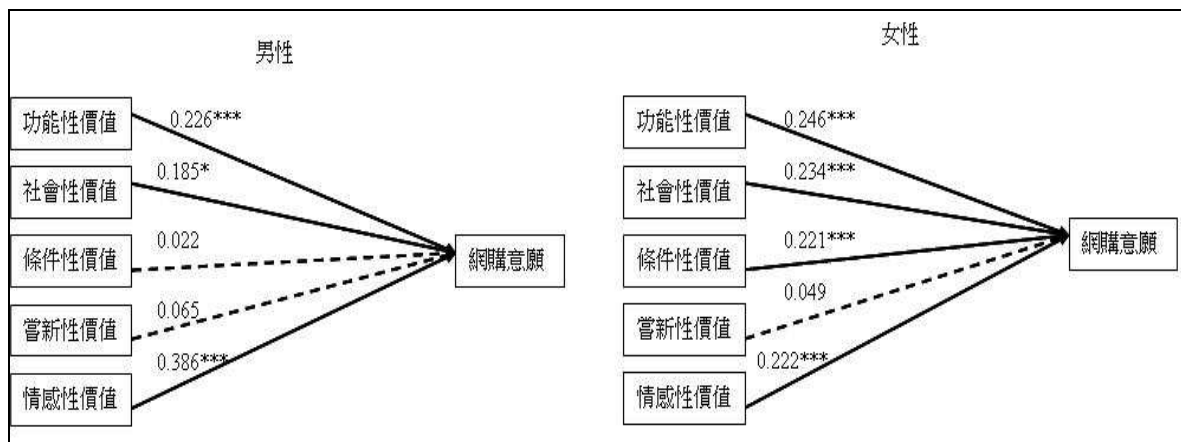 男性
功能性價值
0.226***
社會性價值
0.185*
條件性價值
0.022
嘗新性價值
0.065
情感性價值
0.386***
網購意願
女性
功能性價值
0.246***
社會性價值
0.234***
條件性價值
0.221***
嘗新性價值
0.049
情感性價值
0.222***
網購意願